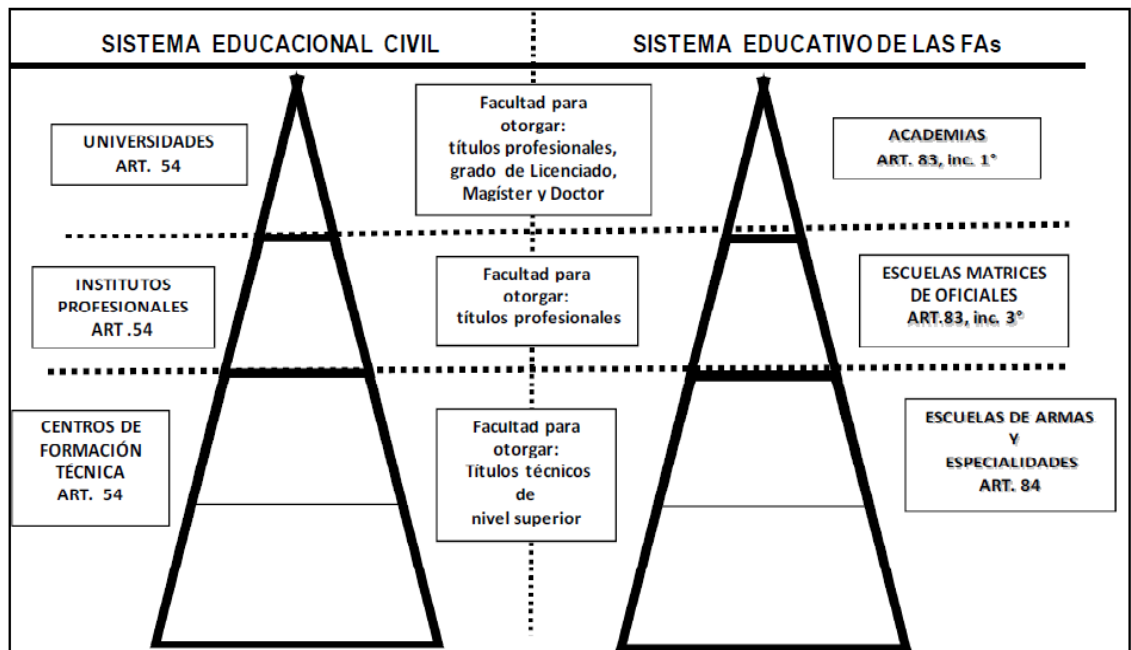 SISTEMA EDUCACIONAL CIVIL
SISTEMA EDUCATIVO DE LAS FAs
UNIVERSIDADES
ART. 54
Facultad para
otorgar:
títulos profesionales,
grado de Licenciado,
Magíster y Doctor
ACADEMIAS
ART. 83, inc. 1°
INSTITUTOS
PROFESIONALES
ART .54
Facultad para
otorgar:
títulos profesionales
ESCUELAS MATRICES
DE OFICIALES
ART.83, inc. 3°
CENTROS DE
FORMACIÓN
TÉCNICA
ART. 54
Facultad para
otorgar:
Títulos técnicos
de
nivel superior
ESCUELAS DE ARMAS
Y
ESPECIALIDADES
ART. 84